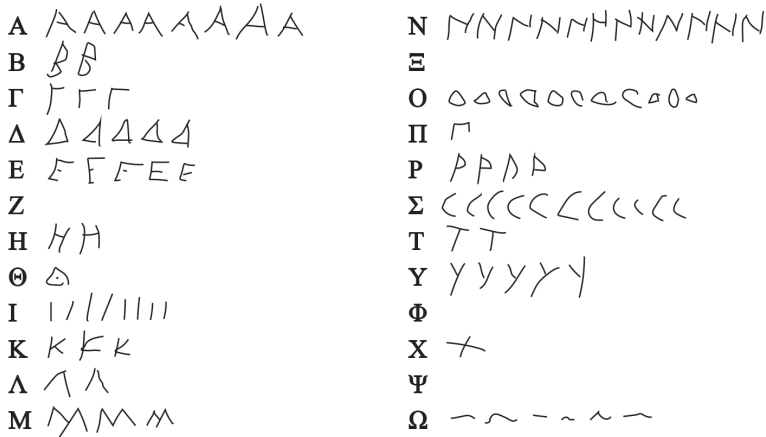 Α
Β
Γ
Δ
Ε
Ζ
Η
Θ
Ι
Κ
Λ
Μ
Ν
Ξ
Ο
Π
Ρ
Σ
Τ
Υ
Φ
Χ
Ψ
Ω